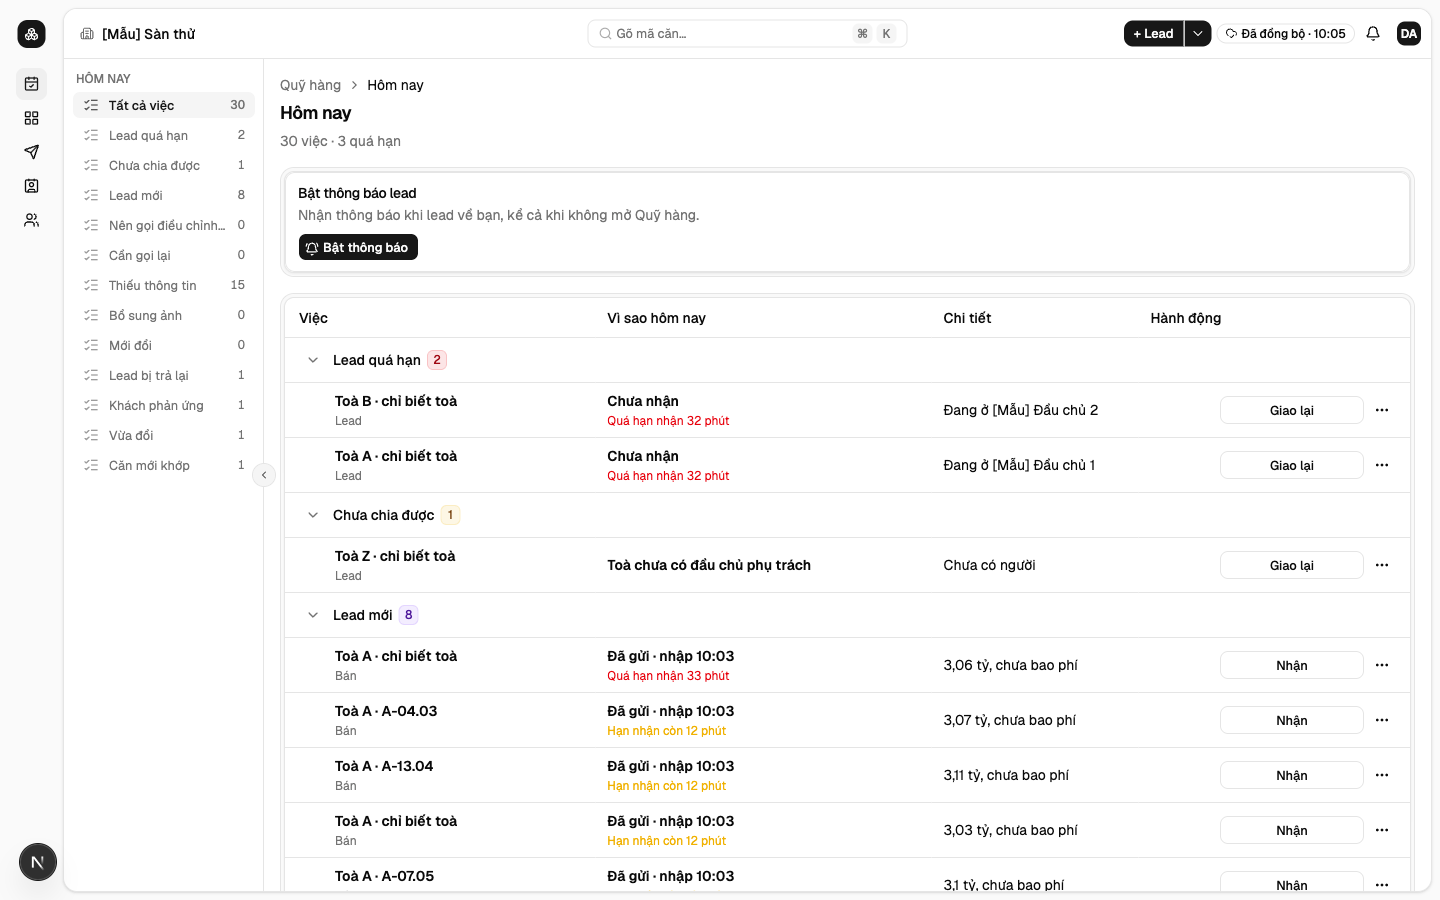 [Mẫu] Sàn thử
Gõ mã căn...
⌘ K
+ Lead
Đã đồng bộ · 10:05
DA
HÔM NAY
Tất cả việc 30
Lead quá hạn 2
Chưa chia được 1
Lead mới 8
Nên gọi điều chỉnh... 0
Cần gọi lại 0
Thiếu thông tin 15
Bổ sung ảnh 0
Mới đổi 0
Lead bị trả lại 1
Khách phản ứng 1
Vừa đổi 1
Căn mới khớp 1
N
Quỹ hàng > Hôm nay
Hôm nay
30 việc · 3 quá hạn
Bật thông báo lead
Nhận thông báo khi lead về bạn, kể cả khi không mở Quỹ hàng.
Bật thông báo
Việc Vì sao hôm nay Chi tiết Hành động
Lead quá hạn 2
Toà B · chỉ biết toà Chưa nhận Đang ở [Mẫu] Đầu chủ 2 Giao lại
Lead Quá hạn nhận 32 phút
Toà A · chỉ biết toà Chưa nhận Đang ở [Mẫu] Đầu chủ 1 Giao lại
Lead Quá hạn nhận 32 phút
Chưa chia được 1
Toà Z · chỉ biết toà Toà chưa có đầu chủ phụ trách Chưa có người Giao lại
Lead
Lead mới 8
Toà A · chỉ biết toà Đã gửi · nhập 10:03 3,06 tỷ, chưa bao phí Nhận
Bán Quá hạn nhận 33 phút
Toà A · A-04.03 Đã gửi · nhập 10:03 3,07 tỷ, chưa bao phí Nhận
Bán Hạn nhận còn 12 phút
Toà A · A-13.04 Đã gửi · nhập 10:03 3,11 tỷ, chưa bao phí Nhận
Bán Hạn nhận còn 12 phút
Toà A · chỉ biết toà Đã gửi · nhập 10:03 3,03 tỷ, chưa bao phí Nhận
Bán Hạn nhận còn 12 phút
Toà A · A-07.05 Đã gửi · nhập 10:03 3,1 tỷ, chưa bao phí Nhận